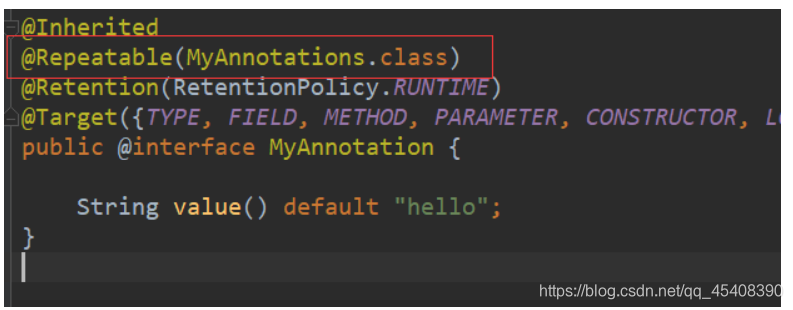 @Inherited
@Repeatable(MyAnnotations.class)
@Retention(RetentionPolicy.RUNTIME)
@Target({TYPE, FIELD, METHOD, PARAMETER, CONSTRUCTOR,
public @interface MyAnnotation {
String value() default "hello";
}
https://blog.csdn.net/qq_45408390